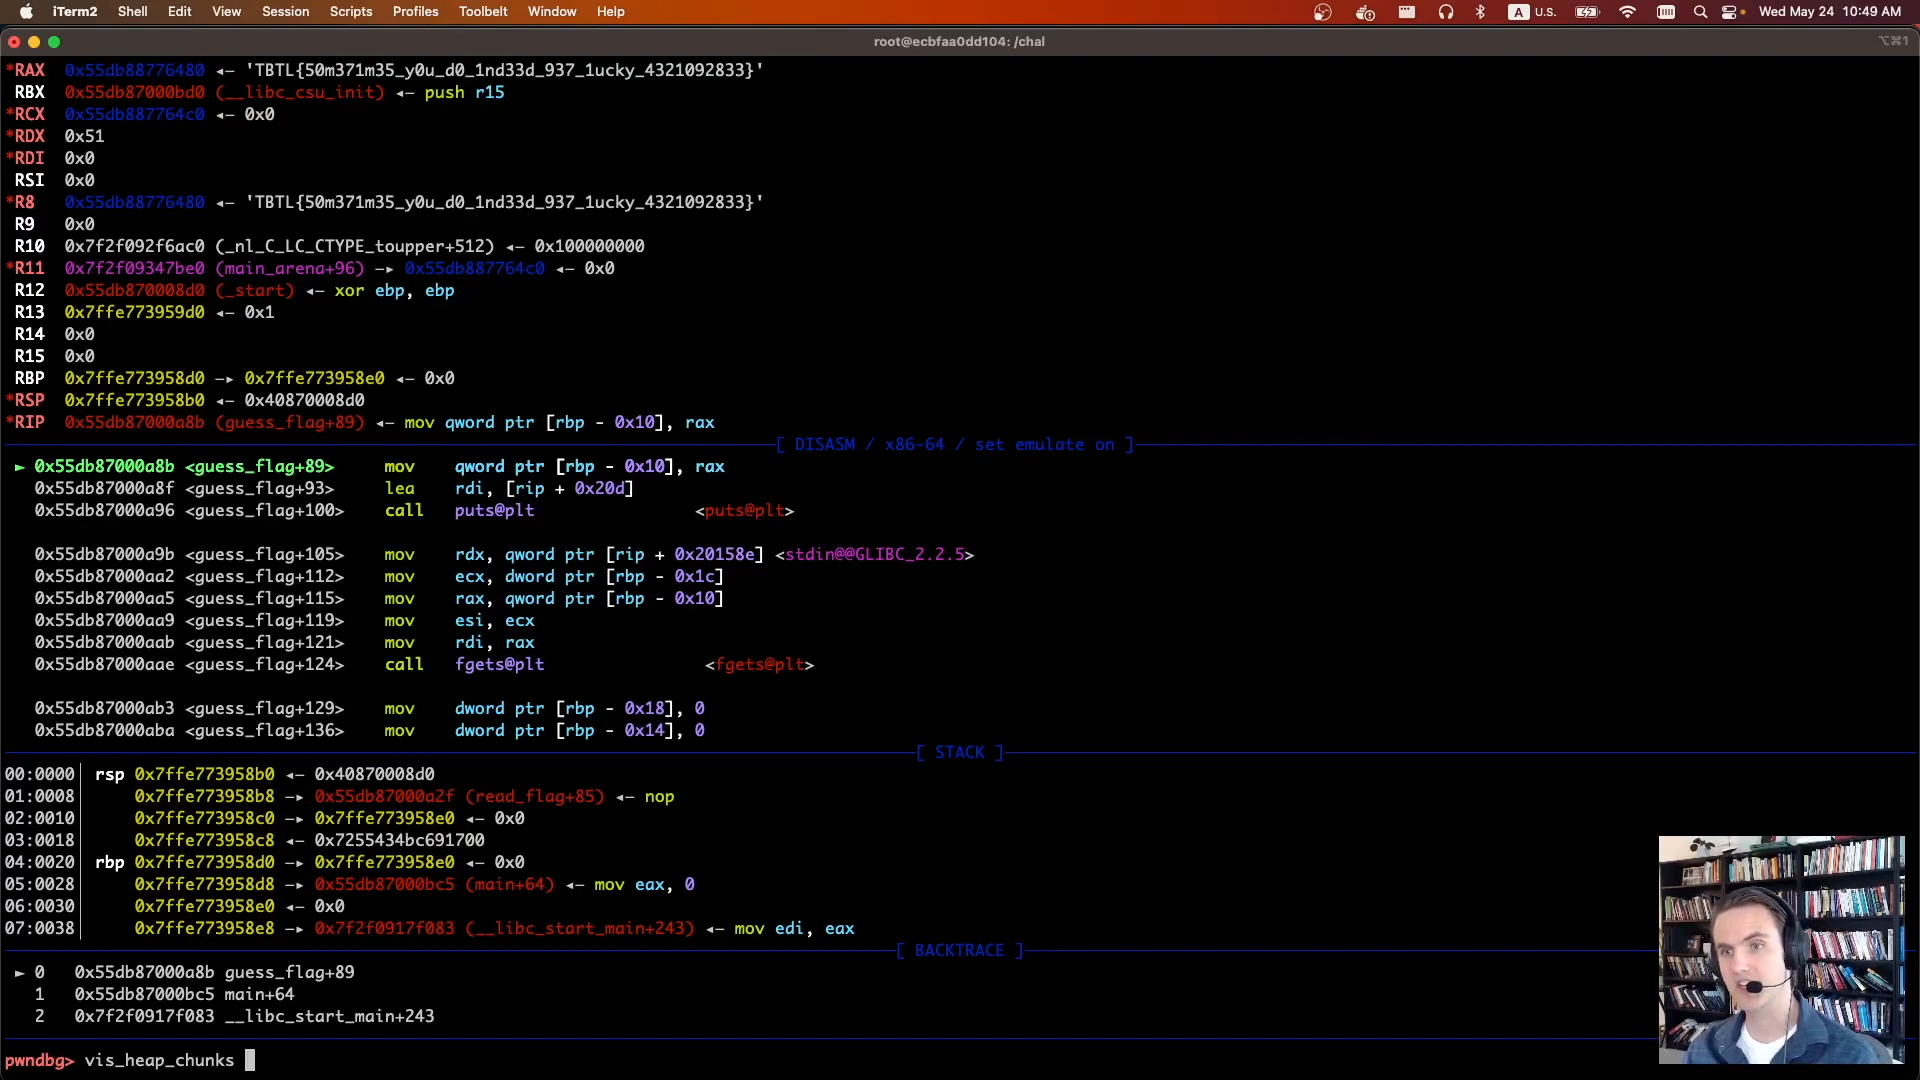 iTerm2 Shell Edit View Session Scripts Profiles Toolbelt Window Help A U.S. Wed May 24 10:49 AM
root@ecbfaa0dd104: /chal ⌥⌘1
*RAX 0x55db88776480 ◂— 'TBTL{50m371m35_y0u_d0_1nd33d_937_1ucky_4321092833}'
RBX 0x55db87000bd0 (__libc_csu_init) ◂— push r15
*RCX 0x55db887764c0 ◂— 0x0
*RDX 0x51
*RDI 0x0
RSI 0x0
*R8 0x55db88776480 ◂— 'TBTL{50m371m35_y0u_d0_1nd33d_937_1ucky_4321092833}'
R9 0x0
R10 0x7f2f092f6ac0 (_nl_C_LC_CTYPE_toupper+512) ◂— 0x100000000
*R11 0x7f2f09347be0 (main_arena+96) —▸ 0x55db887764c0 ◂— 0x0
R12 0x55db870008d0 (_start) ◂— xor ebp, ebp
R13 0x7ffe773959d0 ◂— 0x1
R14 0x0
R15 0x0
RBP 0x7ffe773958d0 —▸ 0x7ffe773958e0 ◂— 0x0
*RSP 0x7ffe773958b0 ◂— 0x40870008d0
*RIP 0x55db87000a8b (guess_flag+89) ◂— mov qword ptr [rbp - 0x10], rax
[ DISASM / x86-64 / set emulate on ]
► 0x55db87000a8b <guess_flag+89> mov qword ptr [rbp - 0x10], rax
0x55db87000a8f <guess_flag+93> lea rdi, [rip + 0x20d]
0x55db87000a96 <guess_flag+100> call puts@plt <puts@plt>
0x55db87000a9b <guess_flag+105> mov rdx, qword ptr [rip + 0x20158e] <stdin@@GLIBC_2.2.5>
0x55db87000aa2 <guess_flag+112> mov ecx, dword ptr [rbp - 0x1c]
0x55db87000aa5 <guess_flag+115> mov rax, qword ptr [rbp - 0x10]
0x55db87000aa9 <guess_flag+119> mov esi, ecx
0x55db87000aab <guess_flag+121> mov rdi, rax
0x55db87000aae <guess_flag+124> call fgets@plt <fgets@plt>
0x55db87000ab3 <guess_flag+129> mov dword ptr [rbp - 0x18], 0
0x55db87000aba <guess_flag+136> mov dword ptr [rbp - 0x14], 0
[ STACK ]
00:0000│ rsp 0x7ffe773958b0 ◂— 0x40870008d0
01:0008│ 0x7ffe773958b8 —▸ 0x55db87000a2f (read_flag+85) ◂— nop
02:0010│ 0x7ffe773958c0 —▸ 0x7ffe773958e0 ◂— 0x0
03:0018│ 0x7ffe773958c8 ◂— 0x7255434bc691700
04:0020│ rbp 0x7ffe773958d0 —▸ 0x7ffe773958e0 ◂— 0x0
05:0028│ 0x7ffe773958d8 —▸ 0x55db87000bc5 (main+64) ◂— mov eax, 0
06:0030│ 0x7ffe773958e0 ◂— 0x0
07:0038│ 0x7ffe773958e8 —▸ 0x7f2f0917f083 (__libc_start_main+243) ◂— mov edi, eax
[ BACKTRACE ]
► 0 0x55db87000a8b guess_flag+89
1 0x55db87000bc5 main+64
2 0x7f2f0917f083 __libc_start_main+243
pwndbg> vis_heap_chunks